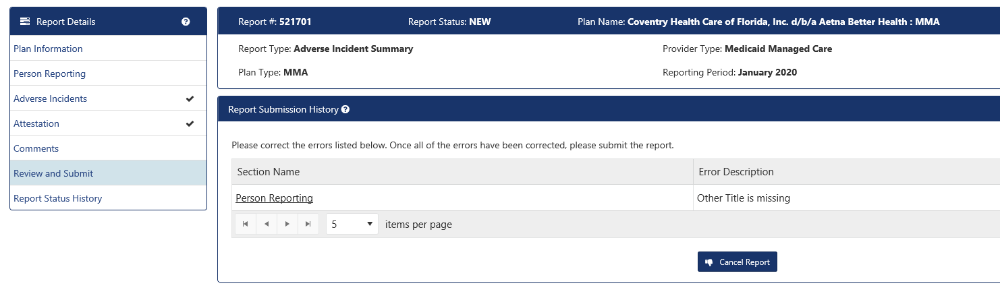 Report Details
Plan Information
Person Reporting
Adverse Incidents
Attestation
Comments
Review and Submit
Report Status History
Report #: 521701 Report Status: NEW Plan Name: Coventry Health Care of Florida, Inc. d/b/a Aetna Better Health : MMA
Report Type: Adverse Incident Summary Provider Type: Medicaid Managed Care
Plan Type: MMA Reporting Period: January 2020
Report Submission History
Please correct the errors listed below. Once all of the errors have been corrected, please submit the report.
Section Name Error Description
Person Reporting Other Title is missing
5 items per page
Cancel Report